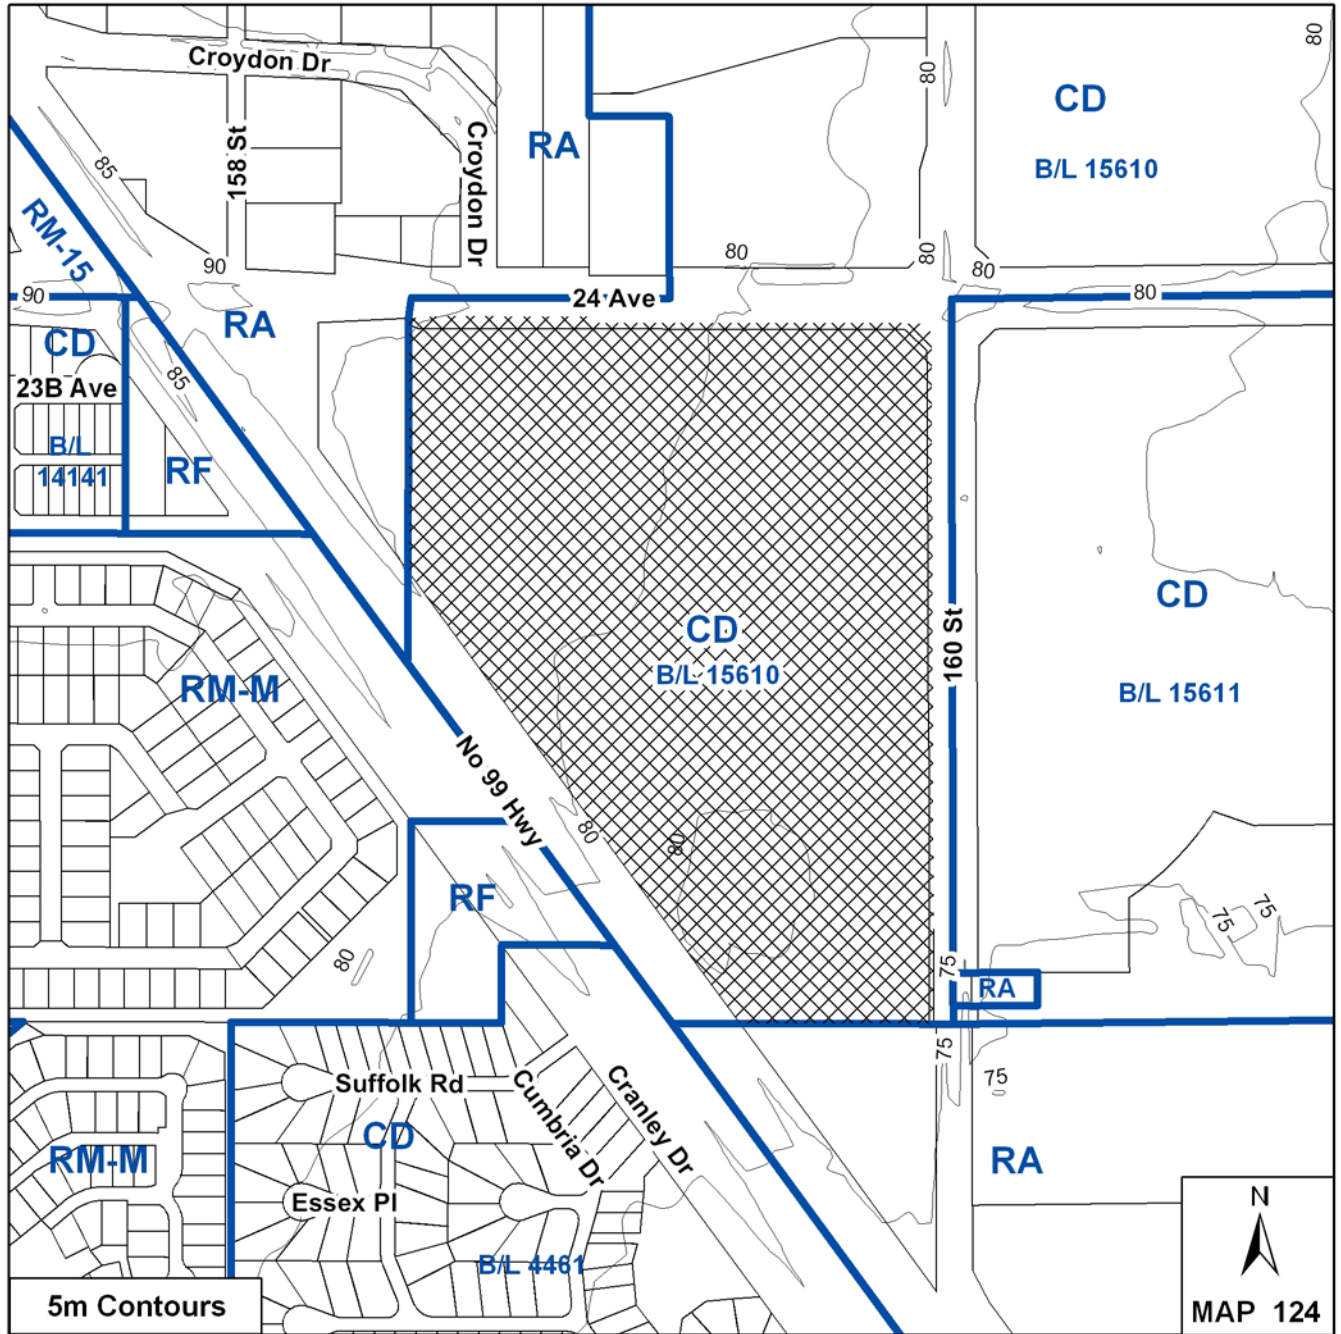 80
Croydon Dr
80
CD
158 St
Croydon Dr
RA
85
B/L 15610
RM-15
90
80
80
80
90
24 Ave
80
RA
CD
85
23B Ave
B/L
14141
RF
CD
160 St
CD
B/L 15610
RM-M
B/L 15611
No 99 Hwy
80
80
RF
75
75
80
75
RA
75
75
Suffolk Rd
Cumbria Dr
Cranley Dr
CD
RM-M
RA
Essex Pl
B/L 4461
N
5m Contours
MAP 124